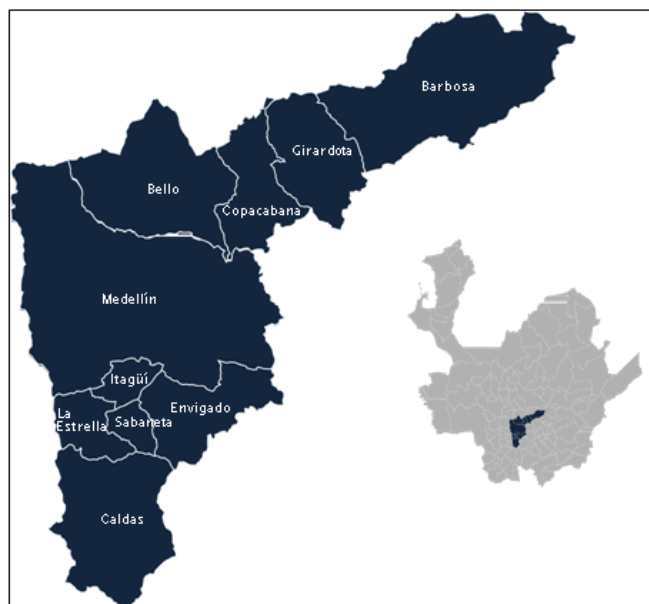 Barbosa
Girardota
Bello
Copacabana
Medellín
Itagüí
La
Estrella
Sabaneta
Envigado
Caldas